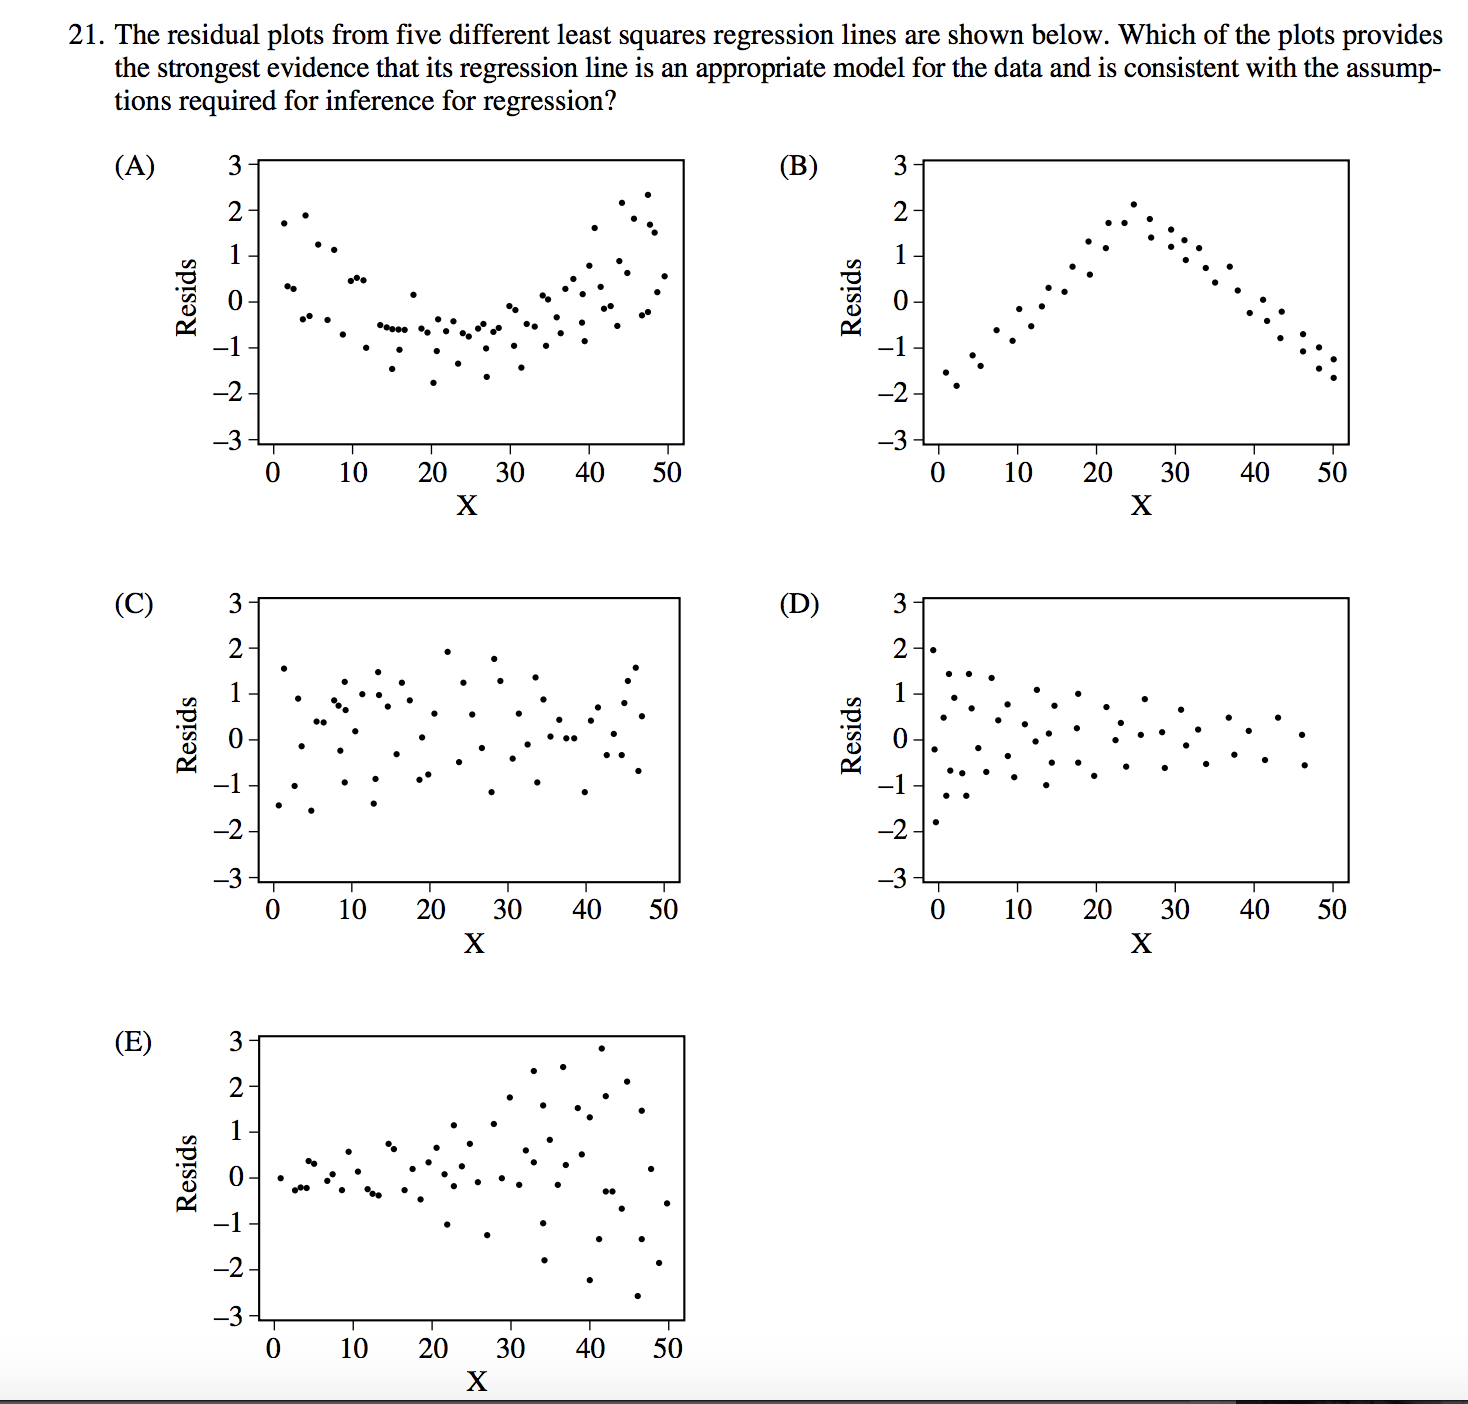 21. The residual plots from five different least squares regression lines are shown below. Which of the plots provides
the strongest evidence that its regression line is an appropriate model for the data and is consistent with the assump-
tions required for inference for regression?
(A)
3
2
1
0
–1
–2
–3
Resids
0 10 20 30 40 50
X
(B)
3
2
1
0
–1
–2
–3
Resids
0 10 20 30 40 50
X
(C)
3
2
1
0
–1
–2
–3
Resids
0 10 20 30 40 50
X
(D)
3
2
1
0
–1
–2
–3
Resids
0 10 20 30 40 50
X
(E)
3
2
1
0
–1
–2
–3
Resids
0 10 20 30 40 50
X